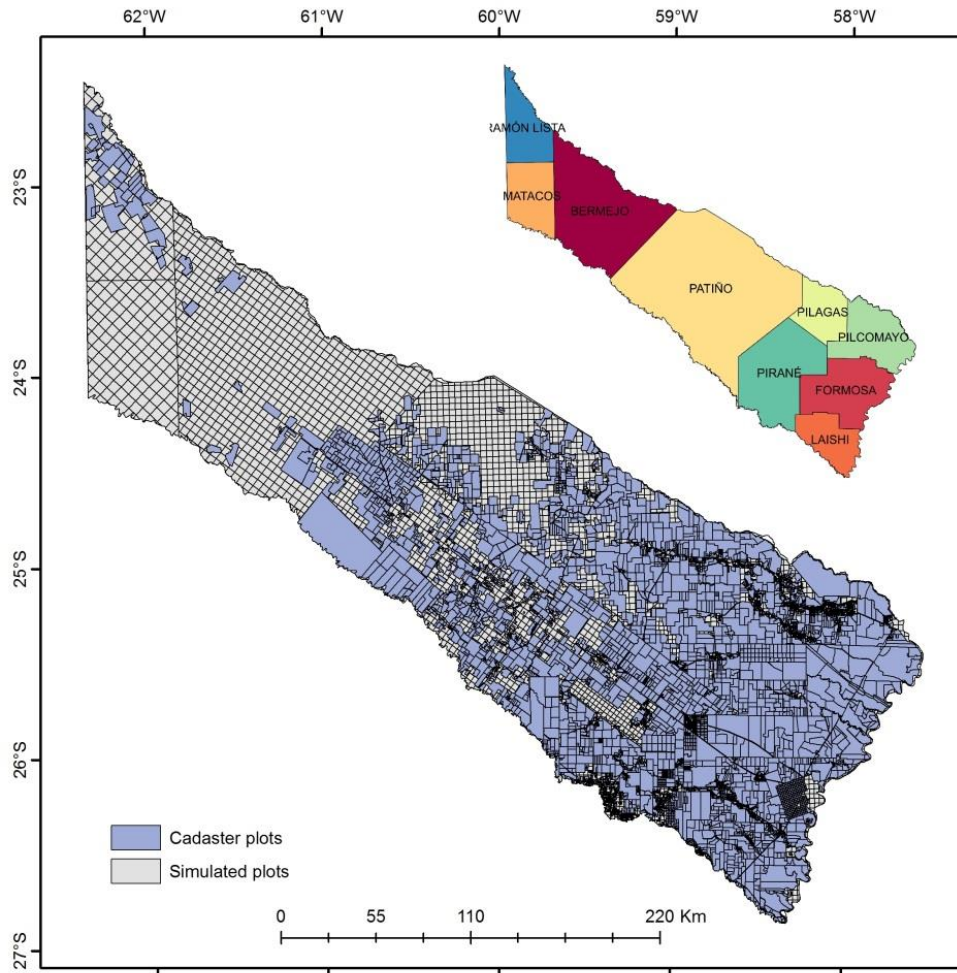 62°W 61°W 60°W 59°W 58°W
23°S
24°S
25°S
26°S
27°S
RAMÓN LISTA
MATACOS
BERMEJO
PATIÑO
PILAGAS
PILCOMAYO
PIRANÉ
FORMOSA
LAISHI
Cadaster plots
Simulated plots
0 55 110 220 Km